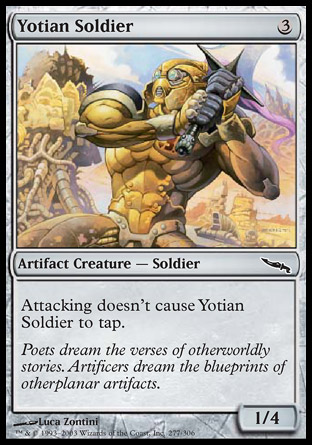 Yotian Soldier 3
Artifact Creature — Soldier
Attacking doesn't cause Yotian
Soldier to tap.
Poets dream the verses of otherworldly
stories. Artificers dream the blueprints of
otherplanar artifacts.
Luca Zontini
™ & © 1993–2003 Wizards of the Coast, Inc. 277/306
1/4